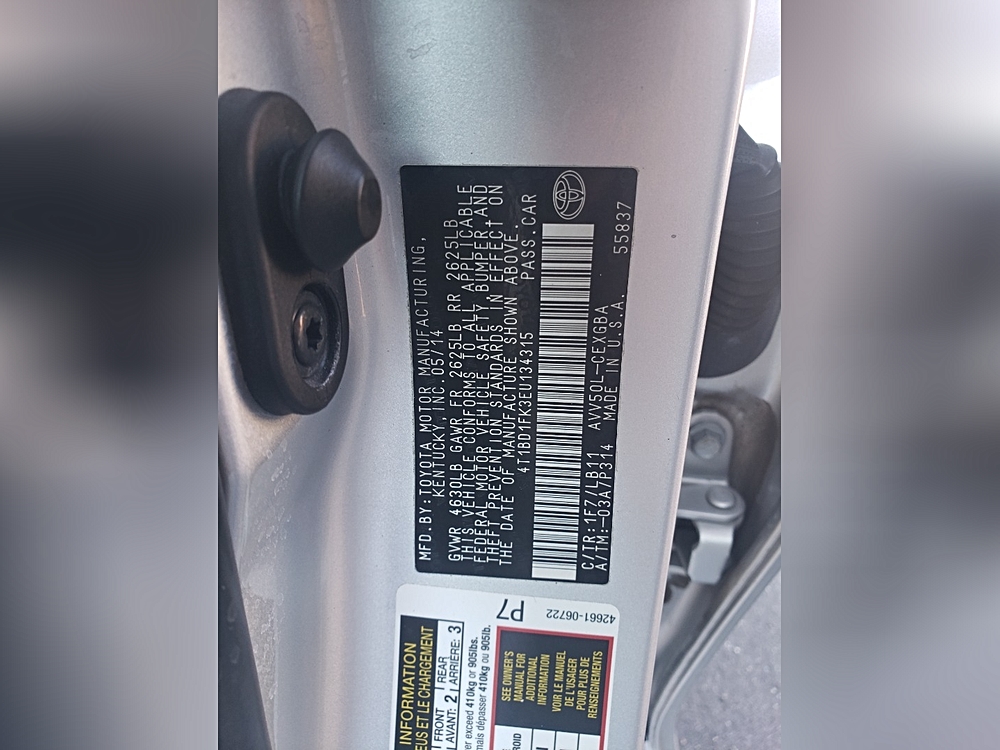 MFD.BY:TOYOTA MOTOR MANUFACTURING,
KENTUCKY, INC.05/14
GVWR 4630LB GAWR FR 2625LB RR 2625LB
THIS VEHICLE CONFORMS TO ALL APPLICABLE
FEDERAL MOTOR VEHICLE SAFETY BUMPER,AND
THEFT PREVENTION STANDARDS IN EFFECT ON
THE DATE OF MANUFACTURE SHOWN ABOVE.
4T1BD1FK3EU134315 PASS.CAR
C/TR:1F7/LB11 AVV50L-CEXGBA
A/TM:-03A/P314 MADE IN U.S.A. 55837
P7
42661-06722
INFORMATION
EUS ET LE CHARGEMENT
FRONT 2 REAR 3
AVANT: ARRIÈRE:
er exceed 410kg or 905lbs.
mais dépasser 410kg ou 905lb.
SEE OWNER'S
MANUAL FOR
ADDITIONAL
INFORMATION
VOIR LE MANUEL
DE L'USAGER
POUR PLUS DE
RENSEIGNEMENTS